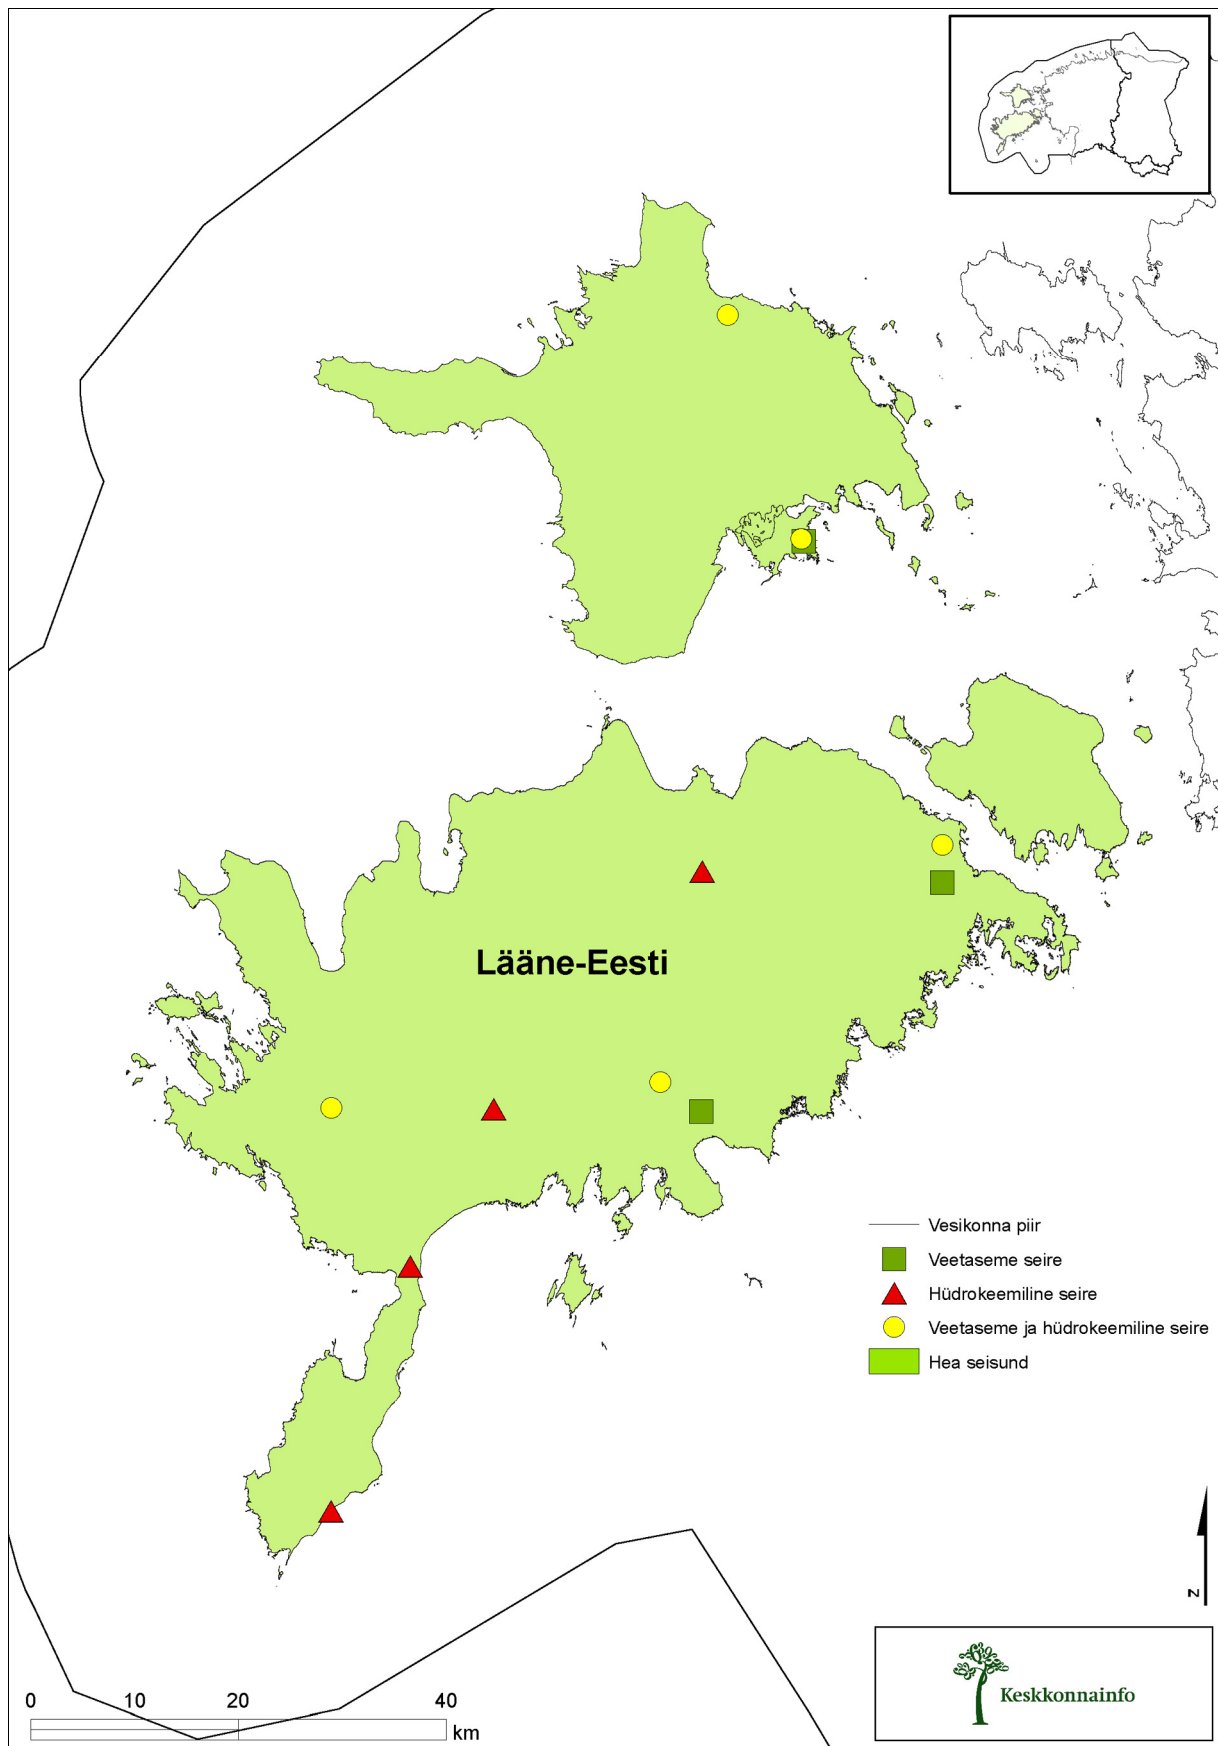 Lääne-Eesti
Vesikonna piir
Veetaseme seire
Hüdrokeemiline seire
Veetaseme ja hüdrokeemiline seire
Hea seisund
N
Keskkonnainfo
0 10 20 40
km